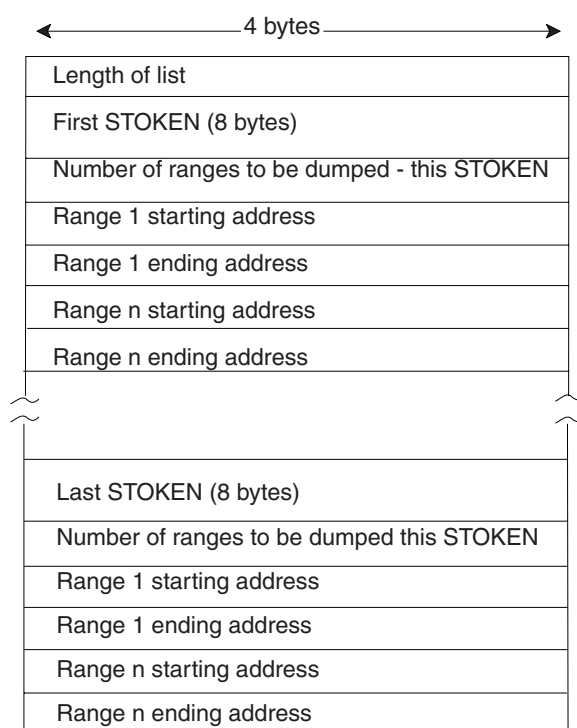 4 bytes
Length of list
First STOKEN (8 bytes)
Number of ranges to be dumped - this STOKEN
Range 1 starting address
Range 1 ending address
Range n starting address
Range n ending address
Last STOKEN (8 bytes)
Number of ranges to be dumped this STOKEN
Range 1 starting address
Range 1 ending address
Range n starting address
Range n ending address